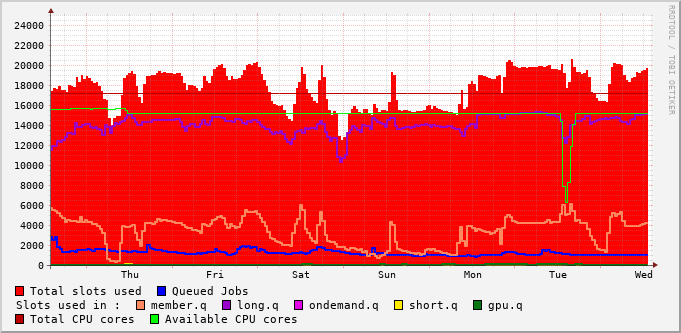 24000
22000
20000
18000
16000
14000
12000
10000
8000
6000
4000
2000
0
Thu Fri Sat Sun Mon Tue Wed
RRDTOOL / TOBI OETIKER
Total slots used Queued Jobs
Slots used in : member.q long.q ondemand.q short.q gpu.q
Total CPU cores Available CPU cores